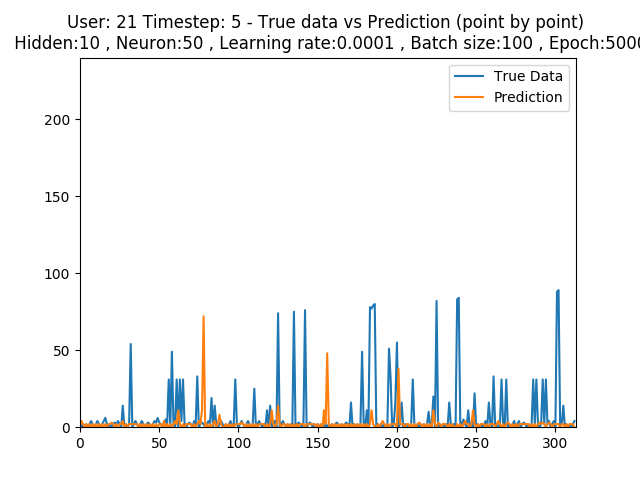 User: 21 Timestep: 5 - True data vs Prediction (point by point)
Hidden:10 , Neuron:50 , Learning rate:0.0001 , Batch size:100 , Epoch:5000
True Data
Prediction
200
150
100
50
0
0 50 100 150 200 250 300